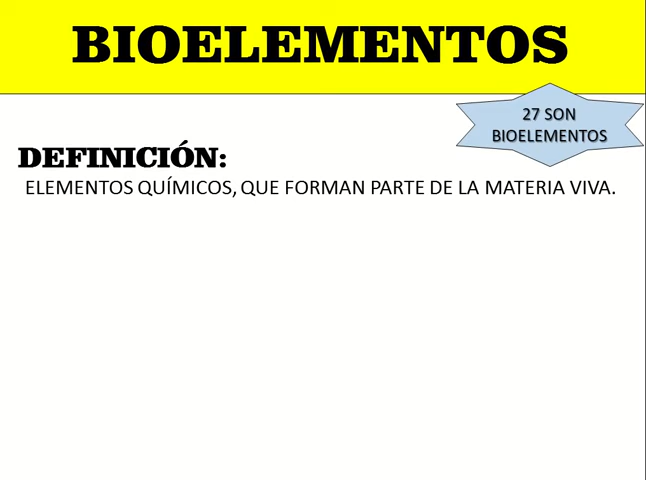 BIOELEMENTOS
27 SON
BIOELEMENTOS
DEFINICIÓN:
ELEMENTOS QUÍMICOS, QUE FORMAN PARTE DE LA MATERIA VIVA.